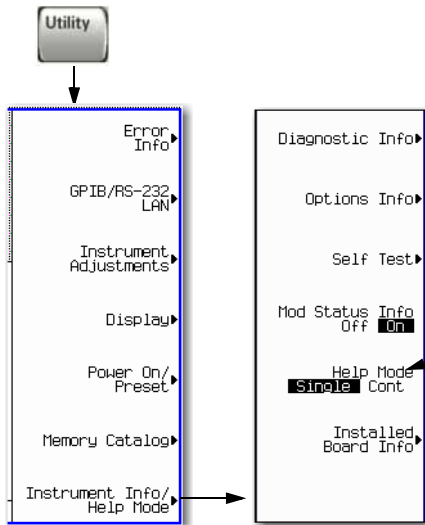 Utility
Error
Info
GPIB/RS-232
LAN
Instrument
Adjustments
Display
Power On/
Preset
Memory Catalog
Instrument Info/
Help Mode
Diagnostic Info
Options Info
Self Test
Mod Status Info
Off On
Help Mode
Single Cont
Installed
Board Info